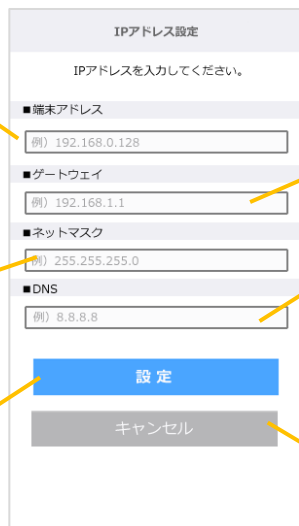 IPアドレス設定
IPアドレスを入力してください。
■端末アドレス
例）192.168.0.128
■ゲートウェイ
例）192.168.1.1
■ネットマスク
例）255.255.255.0
■DNS
例）8.8.8.8
設 定
キャンセル